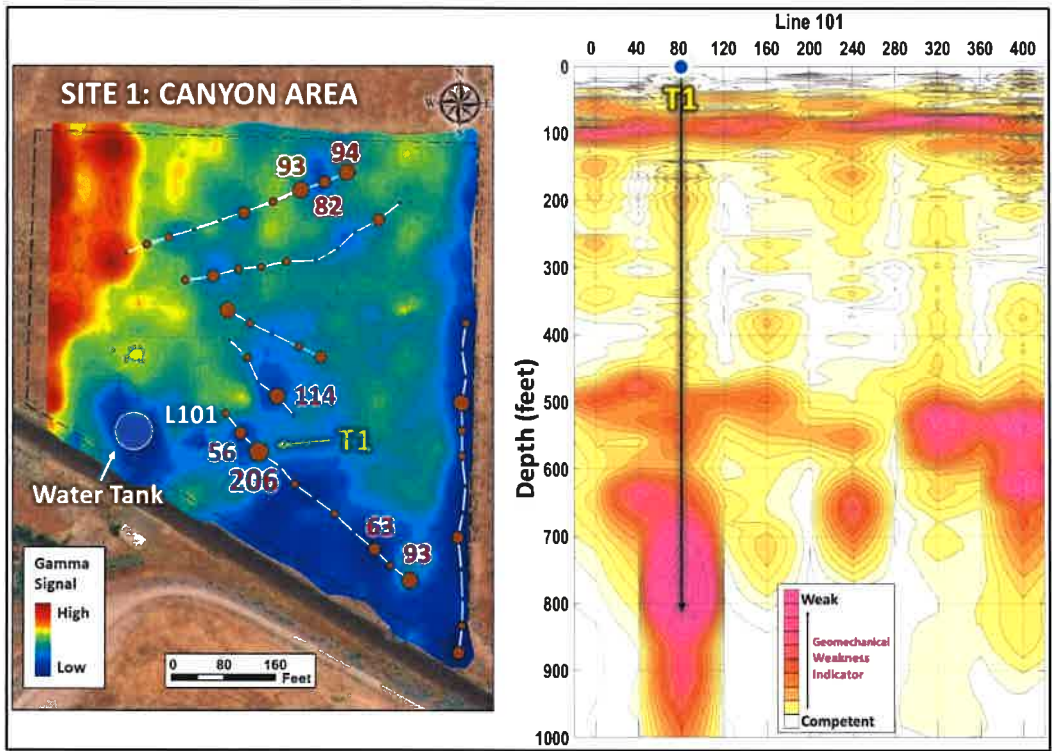 SITE 1: CANYON AREA
N
W E
S
93 94
82
114
L101
T1
56
206
Water Tank
63
93
Gamma
Signal
High
Low
0 80 160
Feet
Line 101
0 40 80 120 160 200 240 280 320 360 400
T1
Depth (feet)
0
100
200
300
400
500
600
700
800
900
1000
Weak
Geomechanical
Weakness
Indicator
Competent